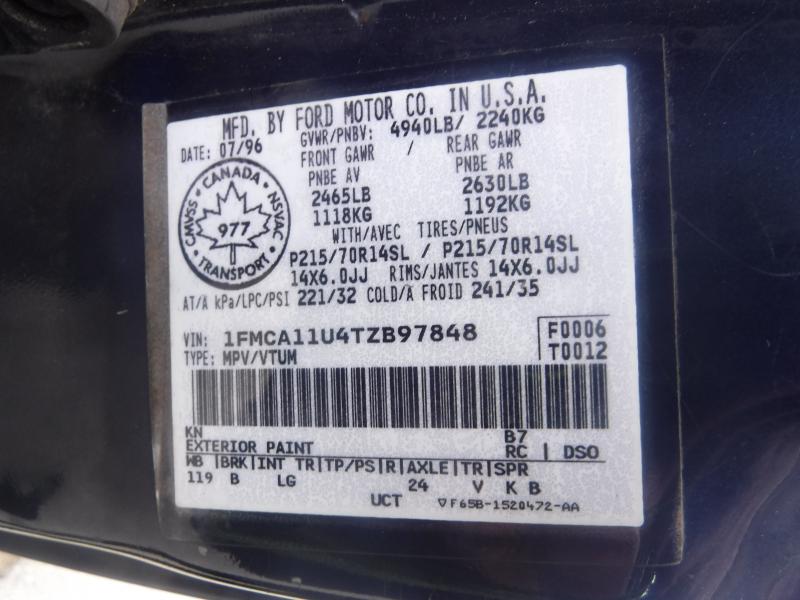 MFD. BY FORD MOTOR CO. IN U.S.A.
DATE: 07/96 GVWR/PNBV: 4940LB/ 2240KG
FRONT GAWR / REAR GAWR
PNBE AV PNBE AR
2465LB 2630LB
1118KG 1192KG
WITH/AVEC TIRES/PNEUS
P215/70R14SL / P215/70R14SL
14X6.0JJ RIMS/JANTES 14X6.0JJ
AT/A kPa/LPC/PSI 221/32 COLD/A FROID 241/35
CANADA
CMVSS NSVAC
977
TRANSPORT
VIN: 1FMCA11U4TZB97848 F0006
TYPE: MPV/VTUM T0012
KN B7
EXTERIOR PAINT RC | DSO
WB |BRK|INT TR|TP/PS|R|AXLE|TR|SPR
119 B LG 24 V K B
UCT ▽F65B-1520472-AA